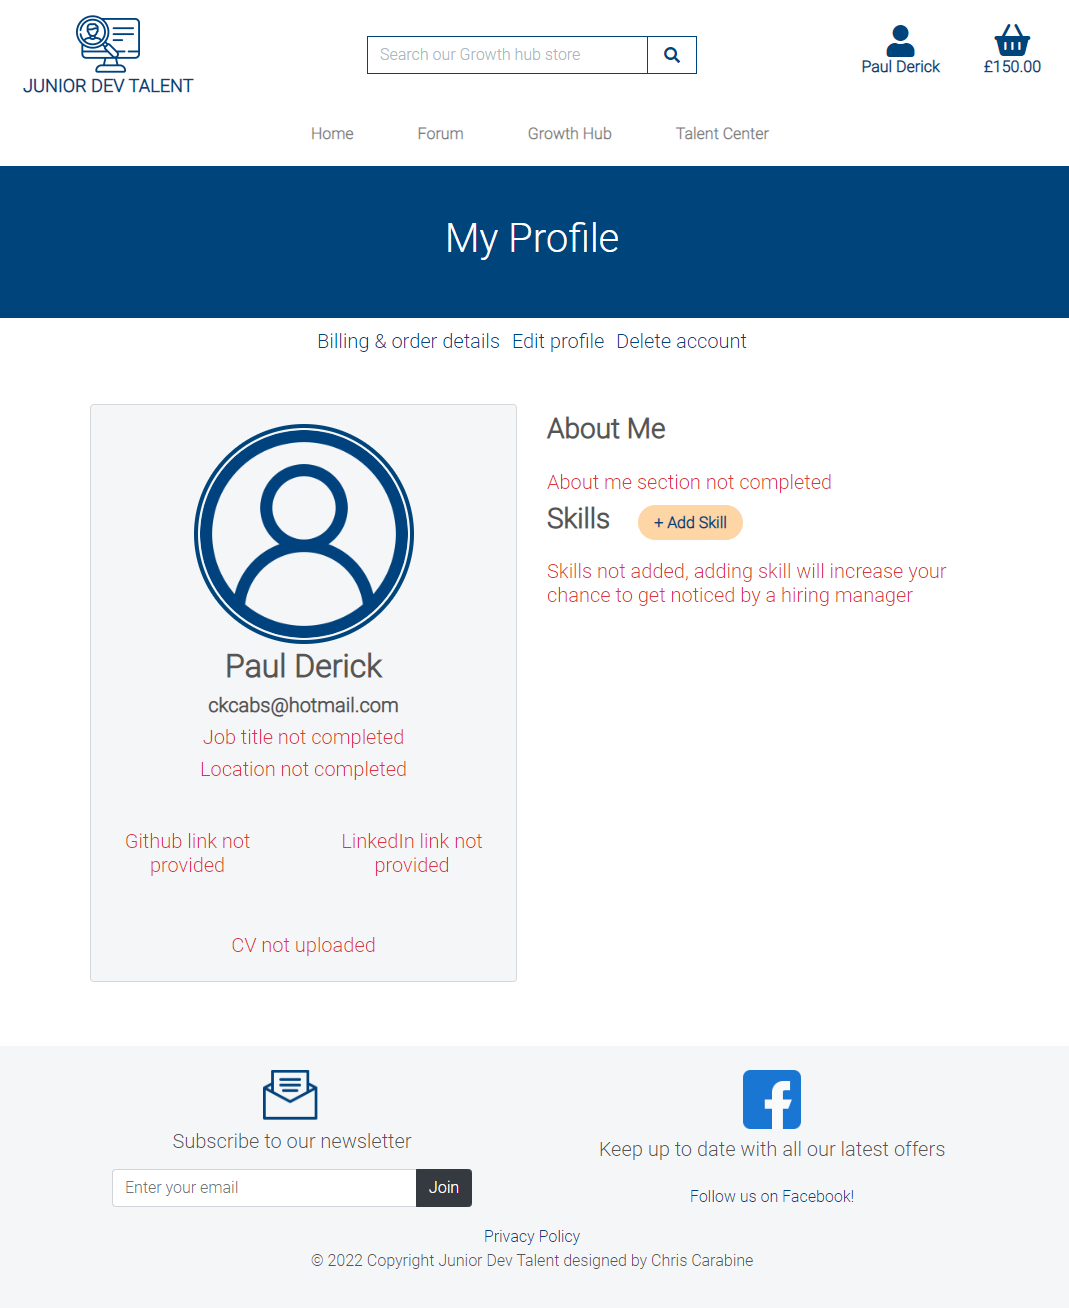 JUNIOR DEV TALENT
Search our Growth hub store
Paul Derick
£150.00
Home Forum Growth Hub Talent Center
My Profile
Billing & order details Edit profile Delete account
Paul Derick
ckcabs@hotmail.com
Job title not completed
Location not completed
Github link not
provided
LinkedIn link not
provided
CV not uploaded
About Me
About me section not completed
Skills
+ Add Skill
Skills not added, adding skill will increase your
chance to get noticed by a hiring manager
Subscribe to our newsletter
Enter your email
Join
Keep up to date with all our latest offers
Follow us on Facebook!
Privacy Policy
© 2022 Copyright Junior Dev Talent designed by Chris Carabine